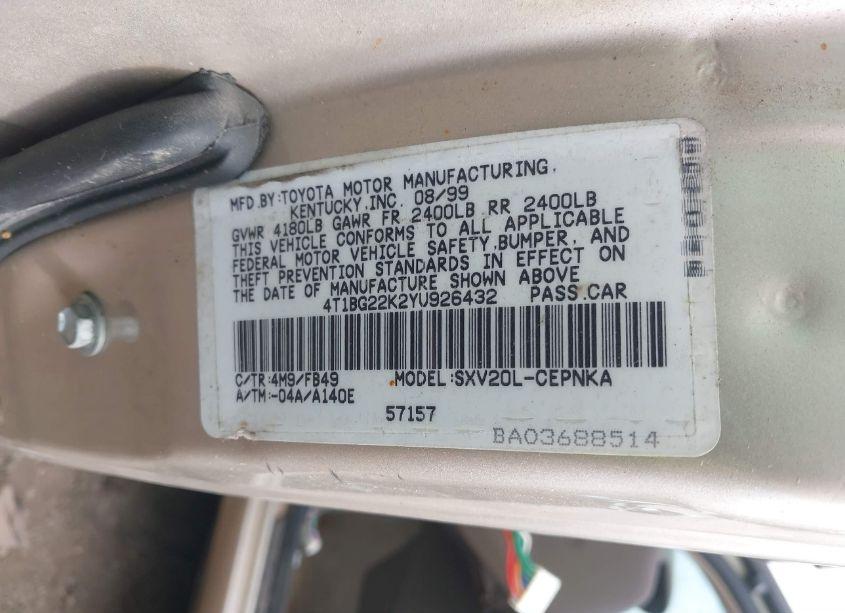 MFD.BY:TOYOTA MOTOR MANUFACTURING,
KENTUCKY,INC. 08/99
GVWR 4180LB GAWR FR 2400LB RR 2400LB
THIS VEHICLE CONFORMS TO ALL APPLICABLE
FEDERAL MOTOR VEHICLE SAFETY,BUMPER, AND
THEFT PREVENTION STANDARDS IN EFFECT ON
THE DATE OF MANUFACTURE SHOWN ABOVE
4T1BG22K2YU926432 PASS.CAR
C/TR:4M9/FB49 MODEL:SXV20L-CEPNKA
A/TM:-04A/A140E
57157
BA03688514